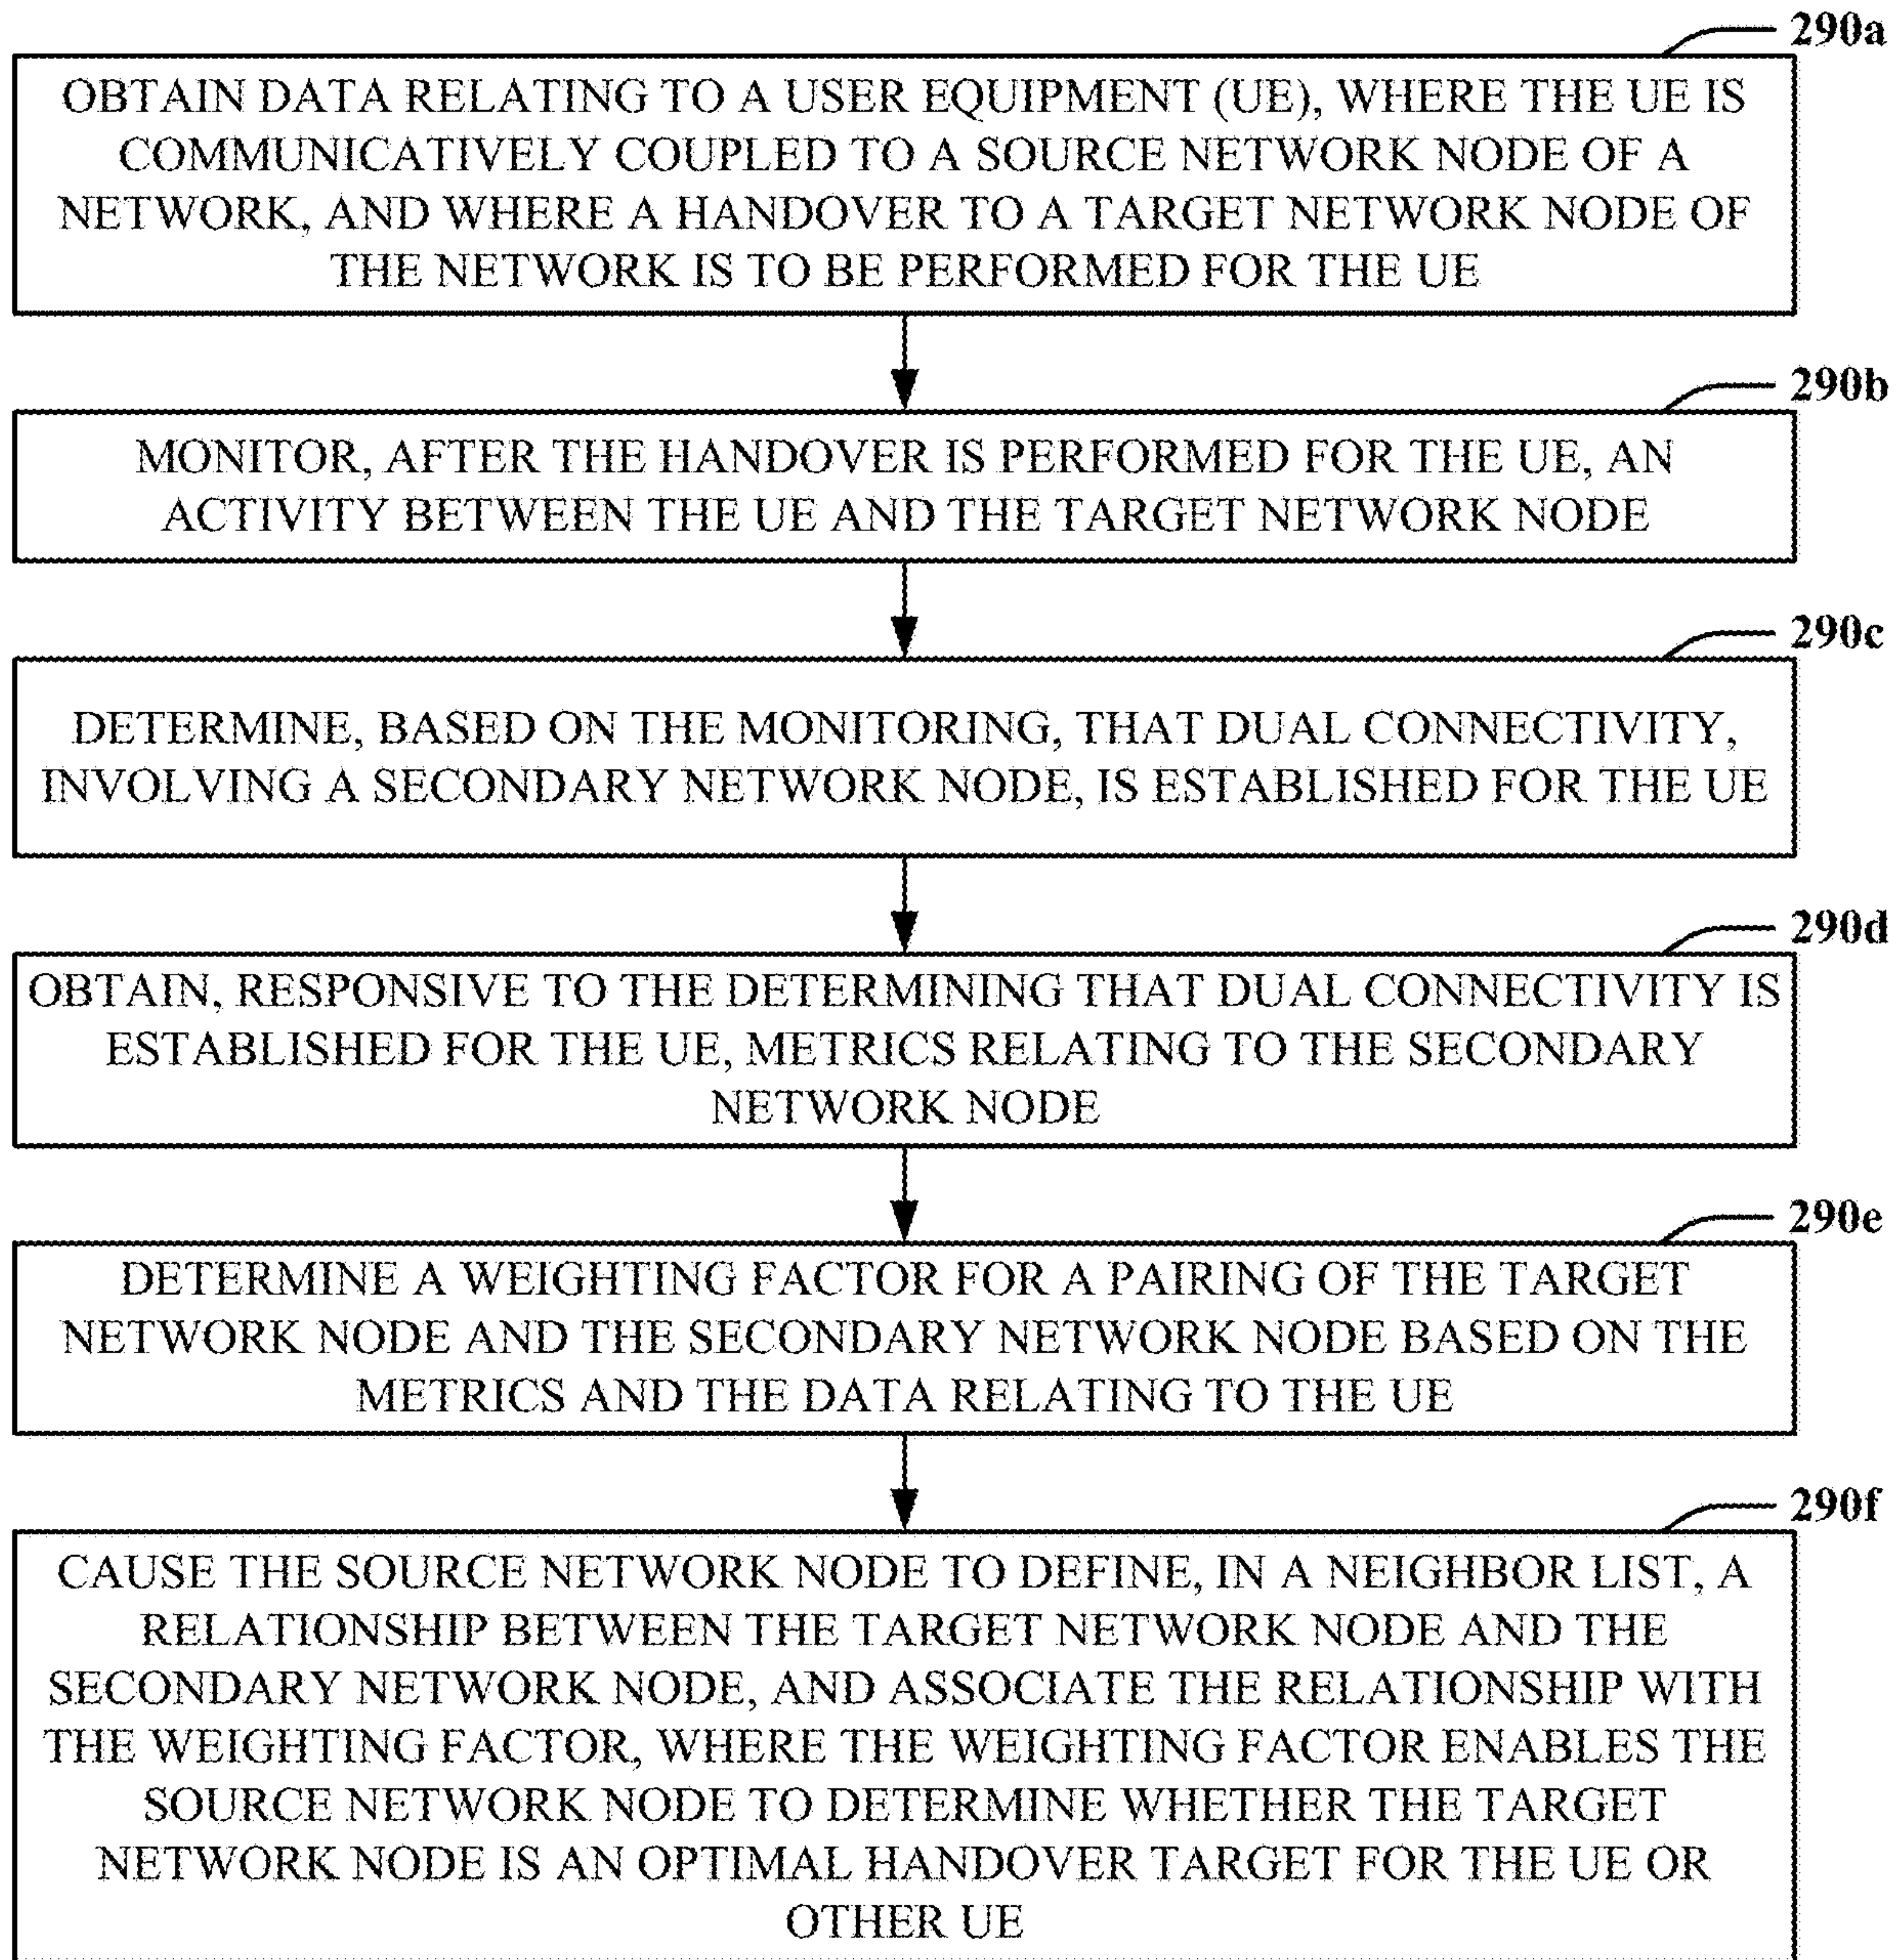 290a
OBTAIN DATA RELATING TO A USER EQUIPMENT (UE), WHERE THE UE IS
COMMUNICATIVELY COUPLED TO A SOURCE NETWORK NODE OF A
NETWORK, AND WHERE A HANDOVER TO A TARGET NETWORK NODE OF
THE NETWORK IS TO BE PERFORMED FOR THE UE
290b
MONITOR, AFTER THE HANDOVER IS PERFORMED FOR THE UE, AN
ACTIVITY BETWEEN THE UE AND THE TARGET NETWORK NODE
290c
DETERMINE, BASED ON THE MONITORING, THAT DUAL CONNECTIVITY,
INVOLVING A SECONDARY NETWORK NODE, IS ESTABLISHED FOR THE UE
290d
OBTAIN, RESPONSIVE TO THE DETERMINING THAT DUAL CONNECTIVITY IS
ESTABLISHED FOR THE UE, METRICS RELATING TO THE SECONDARY
NETWORK NODE
290e
DETERMINE A WEIGHTING FACTOR FOR A PAIRING OF THE TARGET
NETWORK NODE AND THE SECONDARY NETWORK NODE BASED ON THE
METRICS AND THE DATA RELATING TO THE UE
290f
CAUSE THE SOURCE NETWORK NODE TO DEFINE, IN A NEIGHBOR LIST, A
RELATIONSHIP BETWEEN THE TARGET NETWORK NODE AND THE
SECONDARY NETWORK NODE, AND ASSOCIATE THE RELATIONSHIP WITH
THE WEIGHTING FACTOR, WHERE THE WEIGHTING FACTOR ENABLES THE
SOURCE NETWORK NODE TO DETERMINE WHETHER THE TARGET
NETWORK NODE IS AN OPTIMAL HANDOVER TARGET FOR THE UE OR
OTHER UE